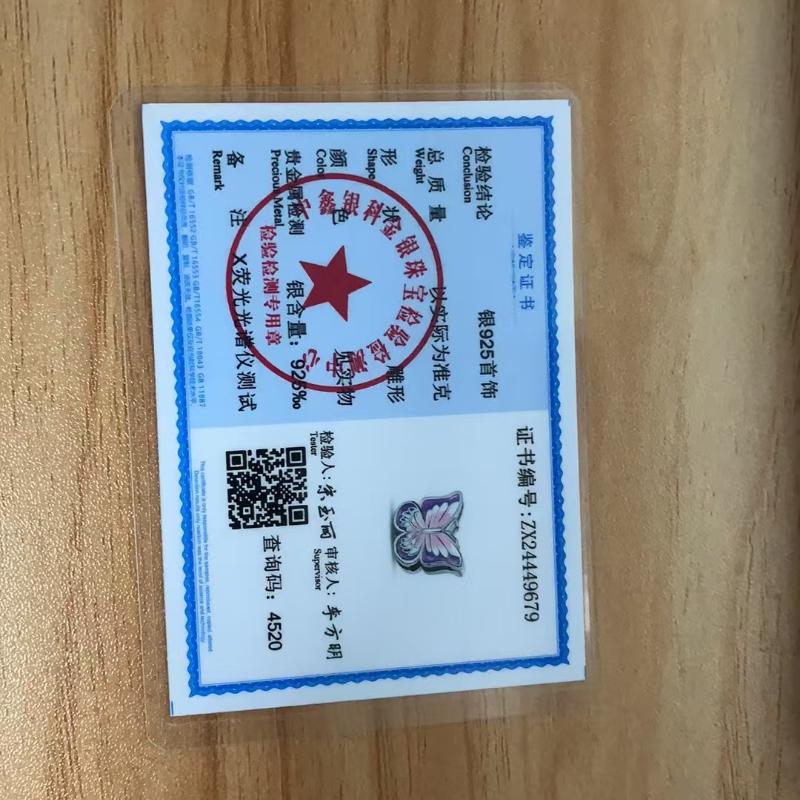 鉴定证书
检验结论 银925首饰
Conclusion
总质量 以实际为准克
Weight
形状 雕形
Shape
颜色 见实物
Color
贵金属检测 银含量：925‰
Precious Metal
备注 X荧光光谱仪测试
Remark
检验检测专用章
证书编号：ZX24449679
检验人： 审核人：李方明
Tester Supervisor
查询码：4520